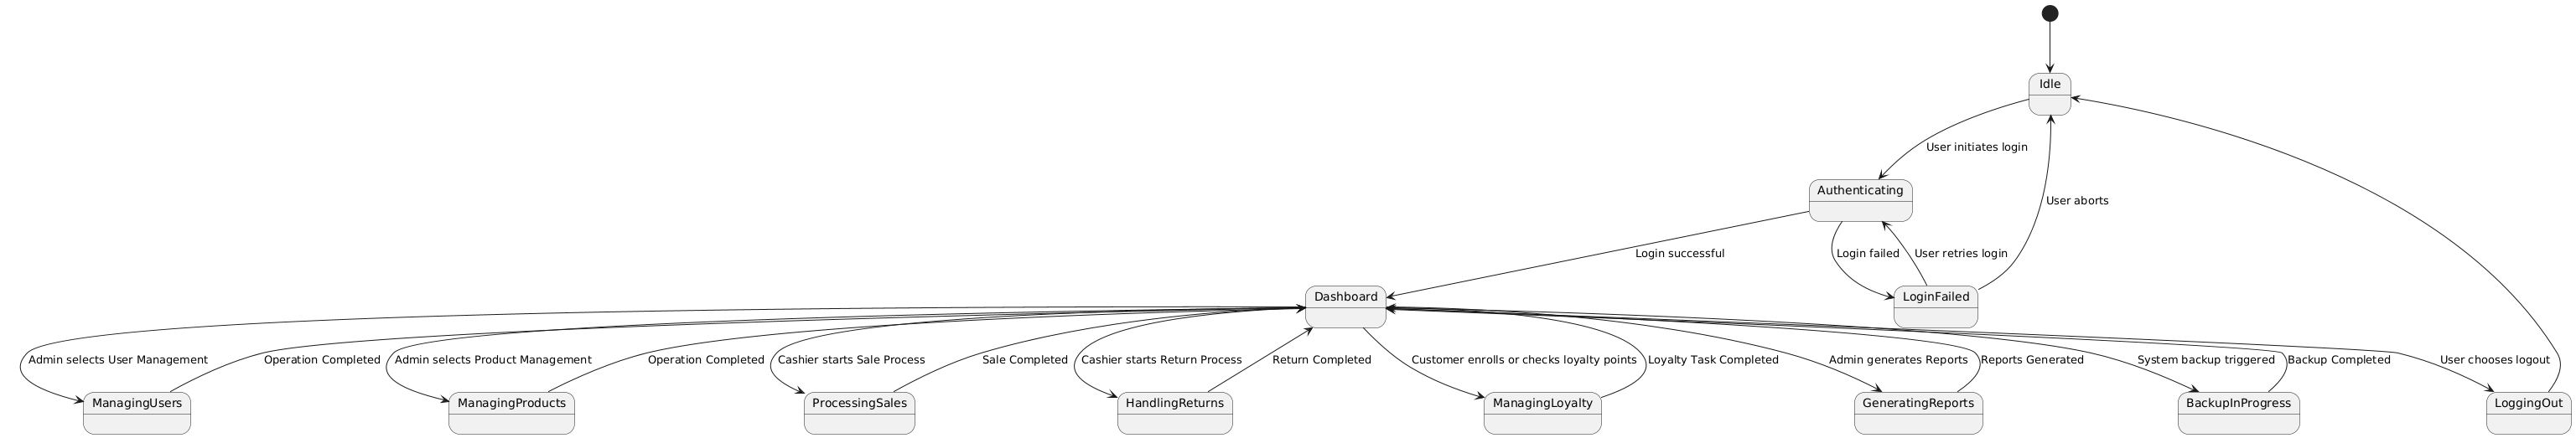 Idle
User initiates login
Authenticating
User aborts
Login successful
Login failed
User retries login
Dashboard
LoginFailed
Admin selects User Management
Operation Completed
Admin selects Product Management
Operation Completed
Cashier starts Sale Process
Sale Completed
Cashier starts Return Process
Return Completed
Customer enrolls or checks loyalty points
Loyalty Task Completed
Admin generates Reports
Reports Generated
System backup triggered
Backup Completed
User chooses logout
ManagingUsers
ManagingProducts
ProcessingSales
HandlingReturns
ManagingLoyalty
GeneratingReports
BackupInProgress
LoggingOut